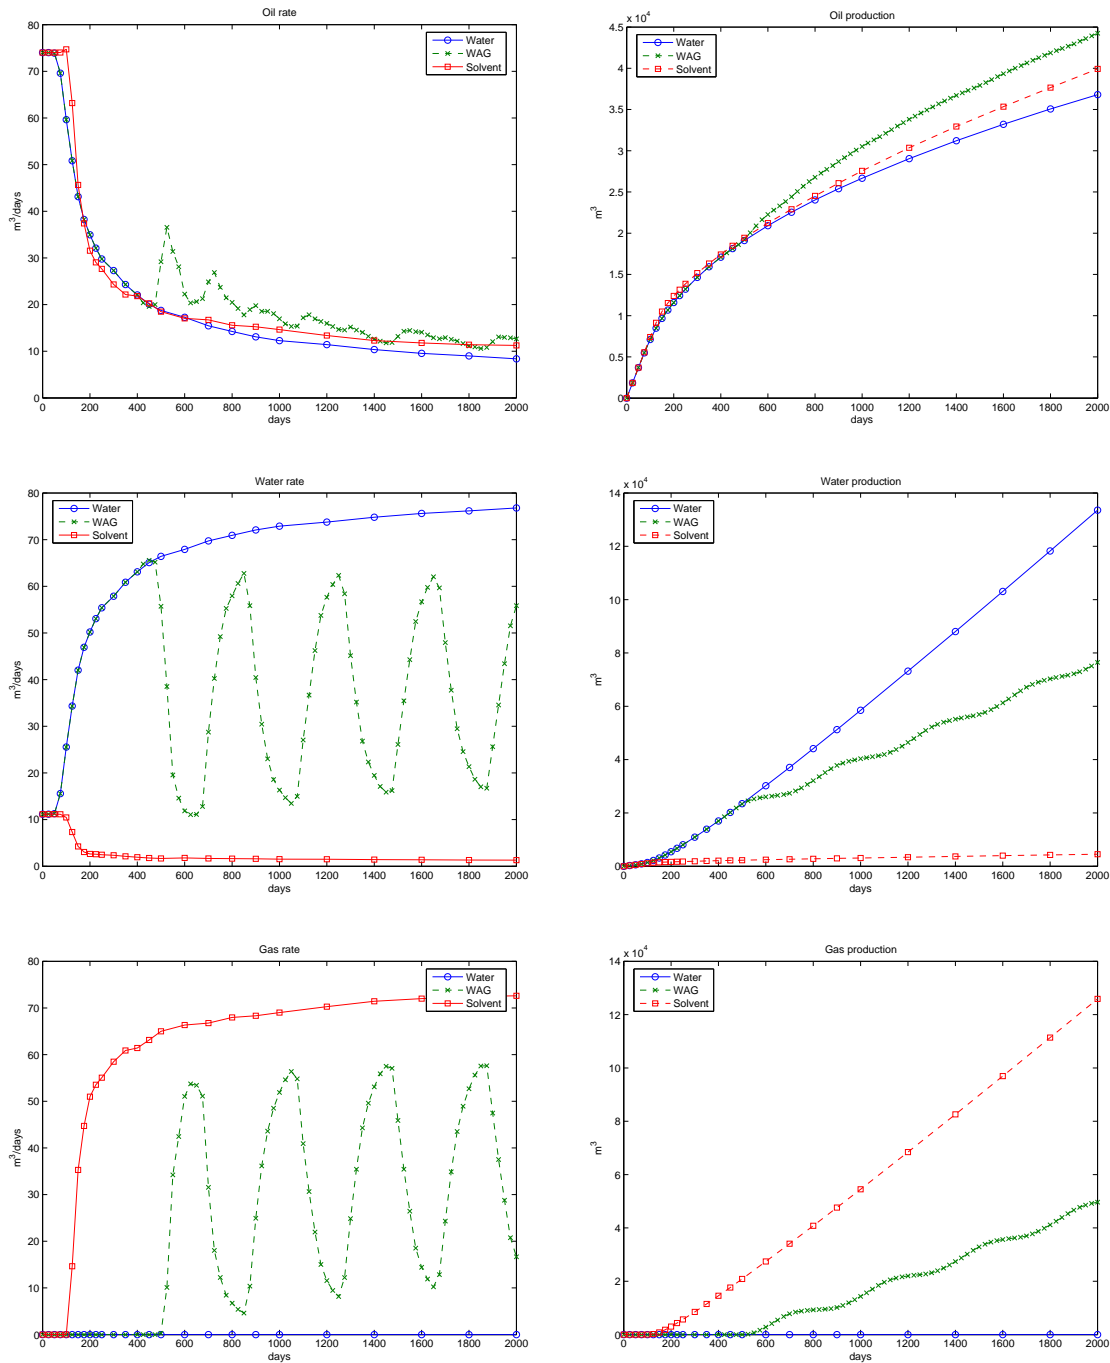 Oil rate
80
70
60
50
40
30
20
10
0
m³/days
0 200 400 600 800 1000 1200 1400 1600 1800 2000
days
Water
WAG
Solvent
Oil production
x 10⁴
4.5
4
3.5
3
2.5
2
1.5
1
0.5
0
m³
0 200 400 600 800 1000 1200 1400 1600 1800 2000
days
Water
WAG
Solvent
Water rate
80
70
60
50
40
30
20
10
0
m³/days
0 200 400 600 800 1000 1200 1400 1600 1800 2000
days
Water
WAG
Solvent
Water production
x 10⁴
14
12
10
8
6
4
2
0
m³
0 200 400 600 800 1000 1200 1400 1600 1800 2000
days
Water
WAG
Solvent
Gas rate
80
70
60
50
40
30
20
10
0
m³/days
0 200 400 600 800 1000 1200 1400 1600 1800 2000
days
Water
WAG
Solvent
Gas production
x 10⁴
14
12
10
8
6
4
2
0
m³
0 200 400 600 800 1000 1200 1400 1600 1800 2000
days
Water
WAG
Solvent